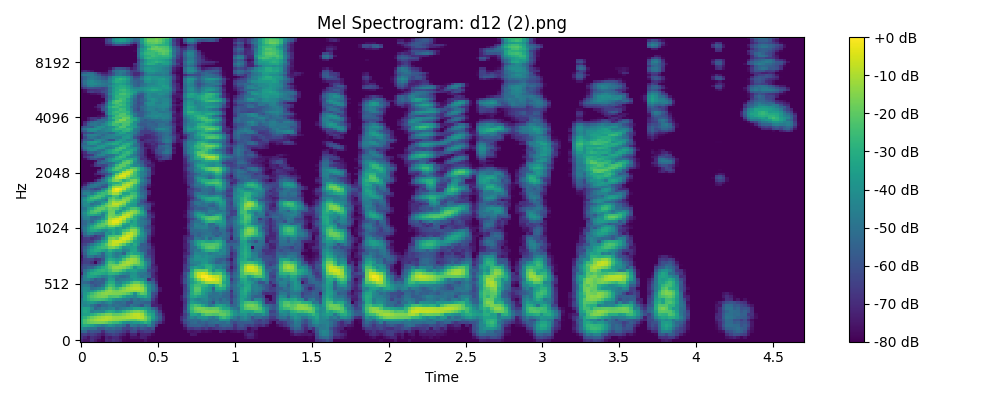 Mel Spectrogram: d12 (2).png
8192
4096
2048
1024
512
0
Hz
0 0.5 1 1.5 2 2.5 3 3.5 4 4.5
Time
+0 dB
-10 dB
-20 dB
-30 dB
-40 dB
-50 dB
-60 dB
-70 dB
-80 dB